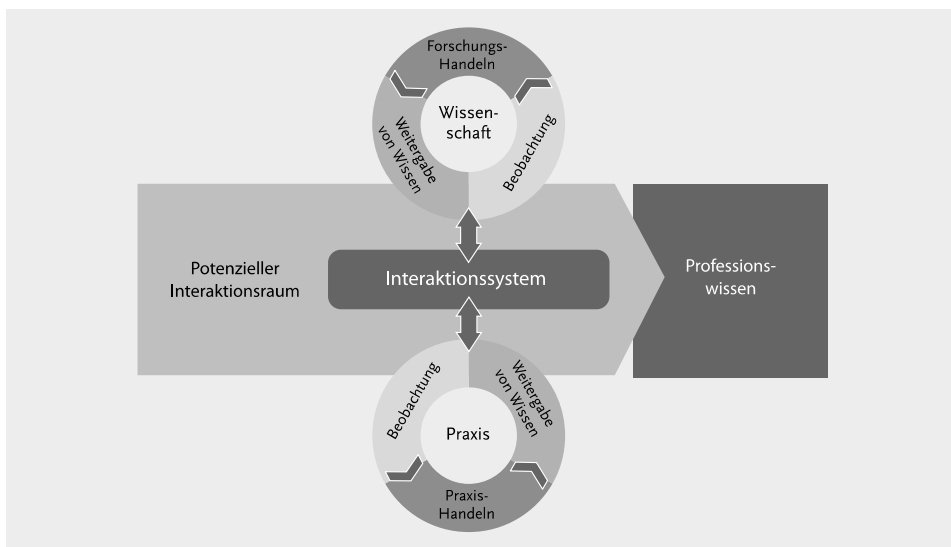 Forschungs-
Handeln
Wissen-
schaft
Weitergabe
von Wissen
Beobachtung
Potenzieller
Interaktionsraum
Interaktionssystem
Professions-
wissen
Beobachtung
Weitergabe
von Wissen
Praxis
Praxis-
Handeln